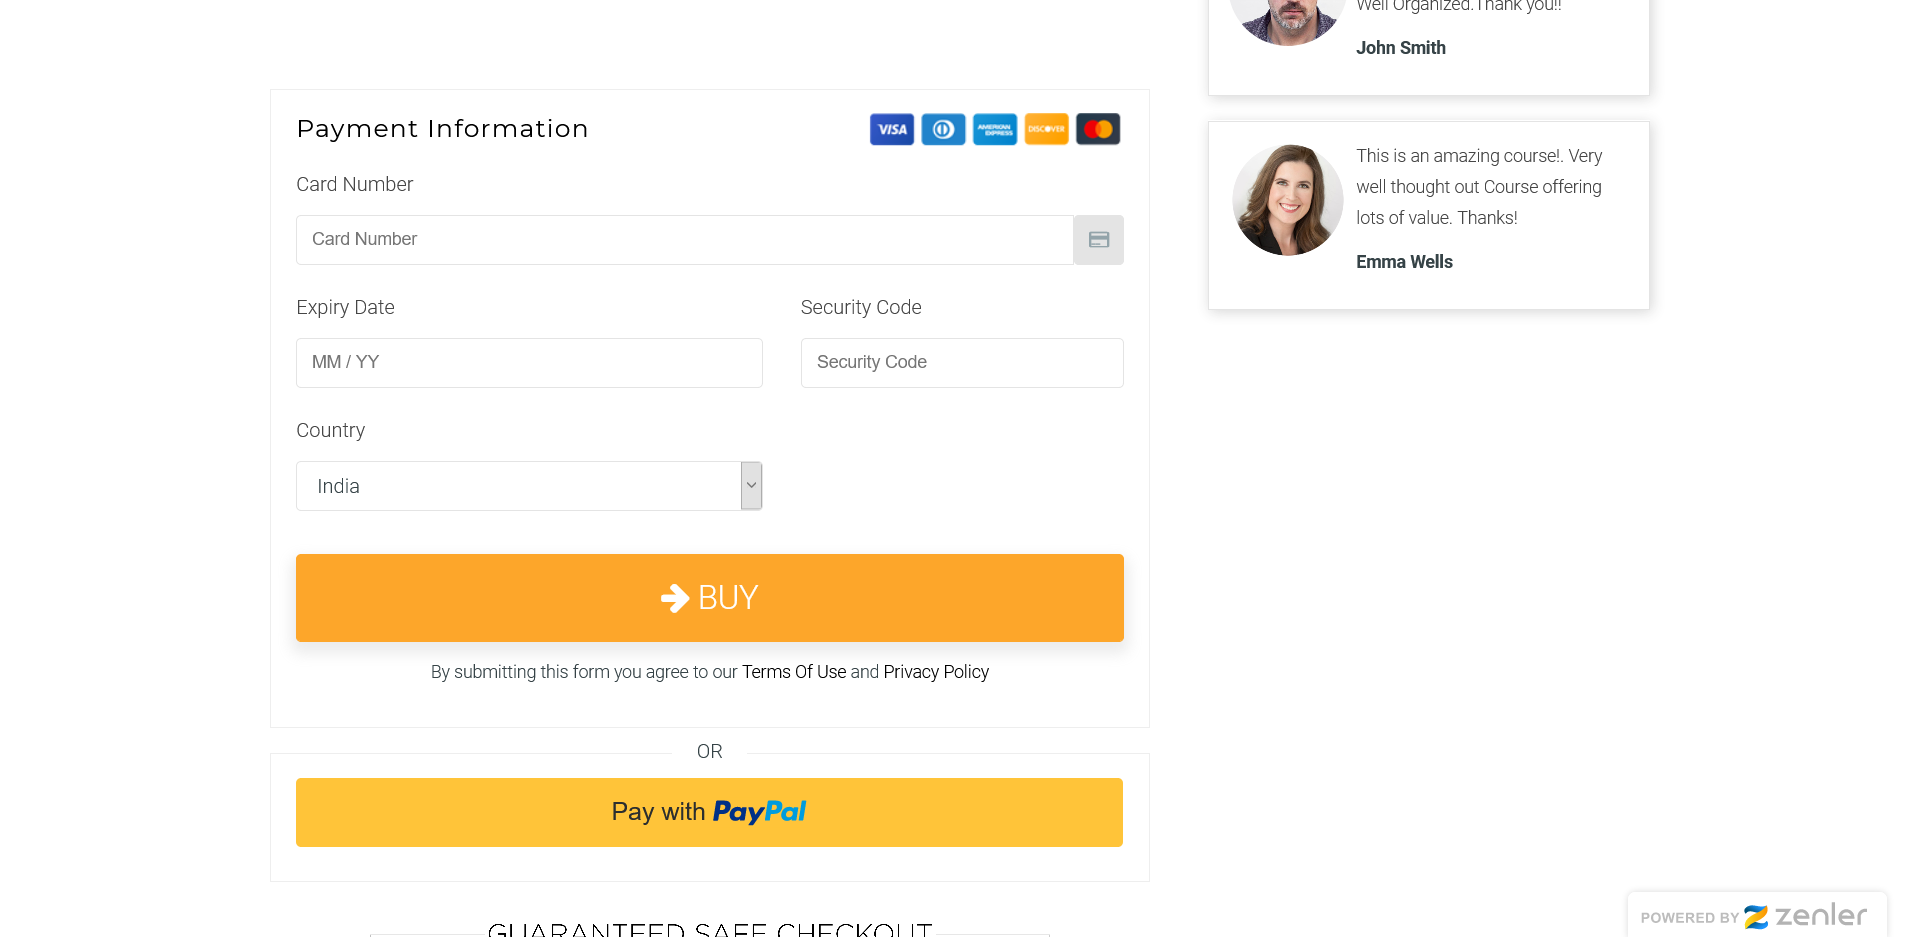 Well Organized.Thank you!!
John Smith
Payment Information
VISA
AMERICAN EXPRESS
DISCOVER
Card Number
Card Number
Expiry Date
Security Code
MM / YY
Security Code
Country
India
BUY
By submitting this form you agree to our Terms Of Use and Privacy Policy
OR
Pay with PayPal
GUARANTEED SAFE CHECKOUT
This is an amazing course!. Very
well thought out Course offering
lots of value. Thanks!
Emma Wells
POWERED BY zenler